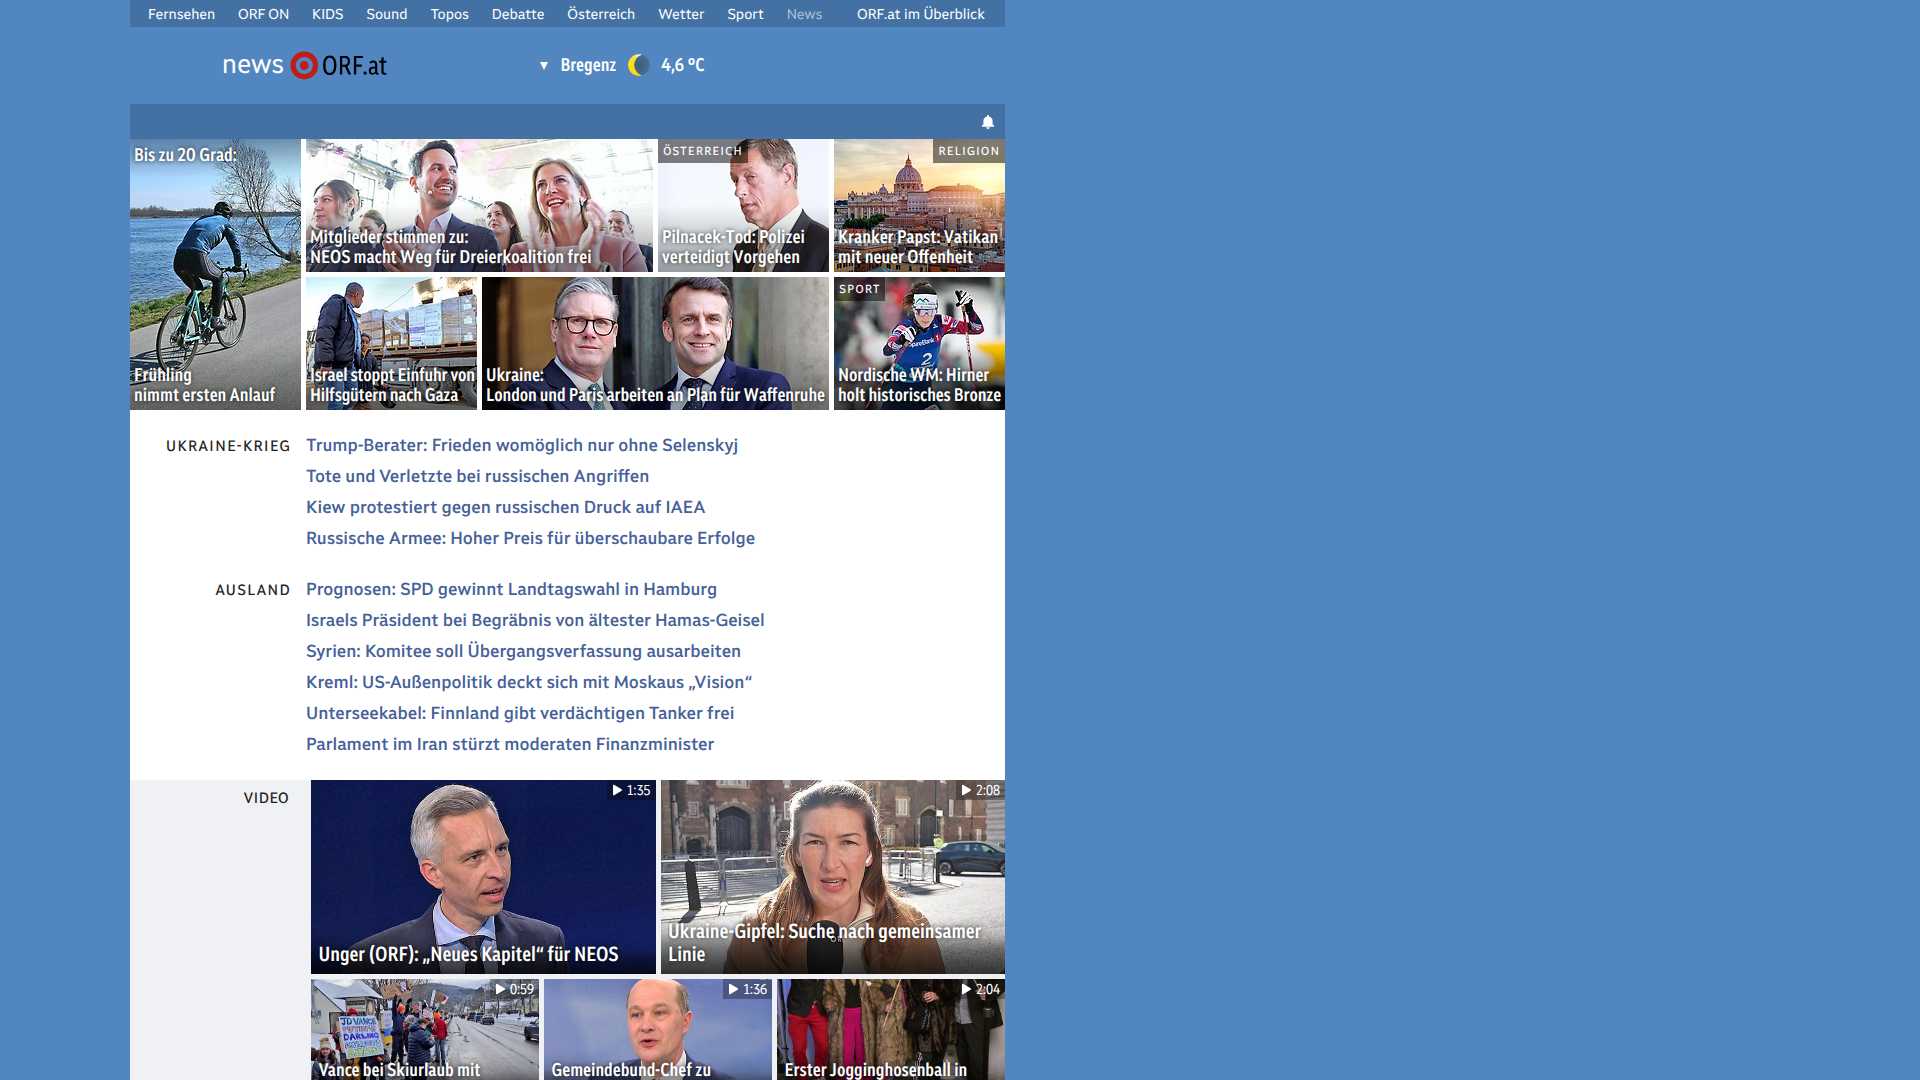 Fernsehen ORF ON KIDS Sound Topos Debatte Österreich Wetter Sport News ORF.at im Überblick
news ORF.at
Bregenz 4,6 °C
Bis zu 20 Grad:
Frühling
nimmt ersten Anlauf
Mitglieder stimmen zu:
NEOS macht Weg für Dreierkoalition frei
ÖSTERREICH
Pilnacek-Tod: Polizei
verteidigt Vorgehen
RELIGION
Kranker Papst: Vatikan
mit neuer Offenheit
Israel stoppt Einfuhr von
Hilfsgütern nach Gaza
Ukraine:
London und Paris arbeiten an Plan für Waffenruhe
SPORT
2
Nordische WM: Hirner
holt historisches Bronze
UKRAINE-KRIEG
Trump-Berater: Frieden womöglich nur ohne Selenskyj
Tote und Verletzte bei russischen Angriffen
Kiew protestiert gegen russischen Druck auf IAEA
Russische Armee: Hoher Preis für überschaubare Erfolge
AUSLAND
Prognosen: SPD gewinnt Landtagswahl in Hamburg
Israels Präsident bei Begräbnis von ältester Hamas-Geisel
Syrien: Komitee soll Übergangsverfassung ausarbeiten
Kreml: US-Außenpolitik deckt sich mit Moskaus „Vision“
Unterseekabel: Finnland gibt verdächtigen Tanker frei
Parlament im Iran stürzt moderaten Finanzminister
VIDEO
1:35
Unger (ORF): „Neues Kapitel“ für NEOS
2:08
Ukraine-Gipfel: Suche nach gemeinsamer
Linie
0:59
JD VANCE
DARLING
Vance bei Skiurlaub mit
1:36
Gemeindebund-Chef zu
2:04
Erster Jogginghosenball in